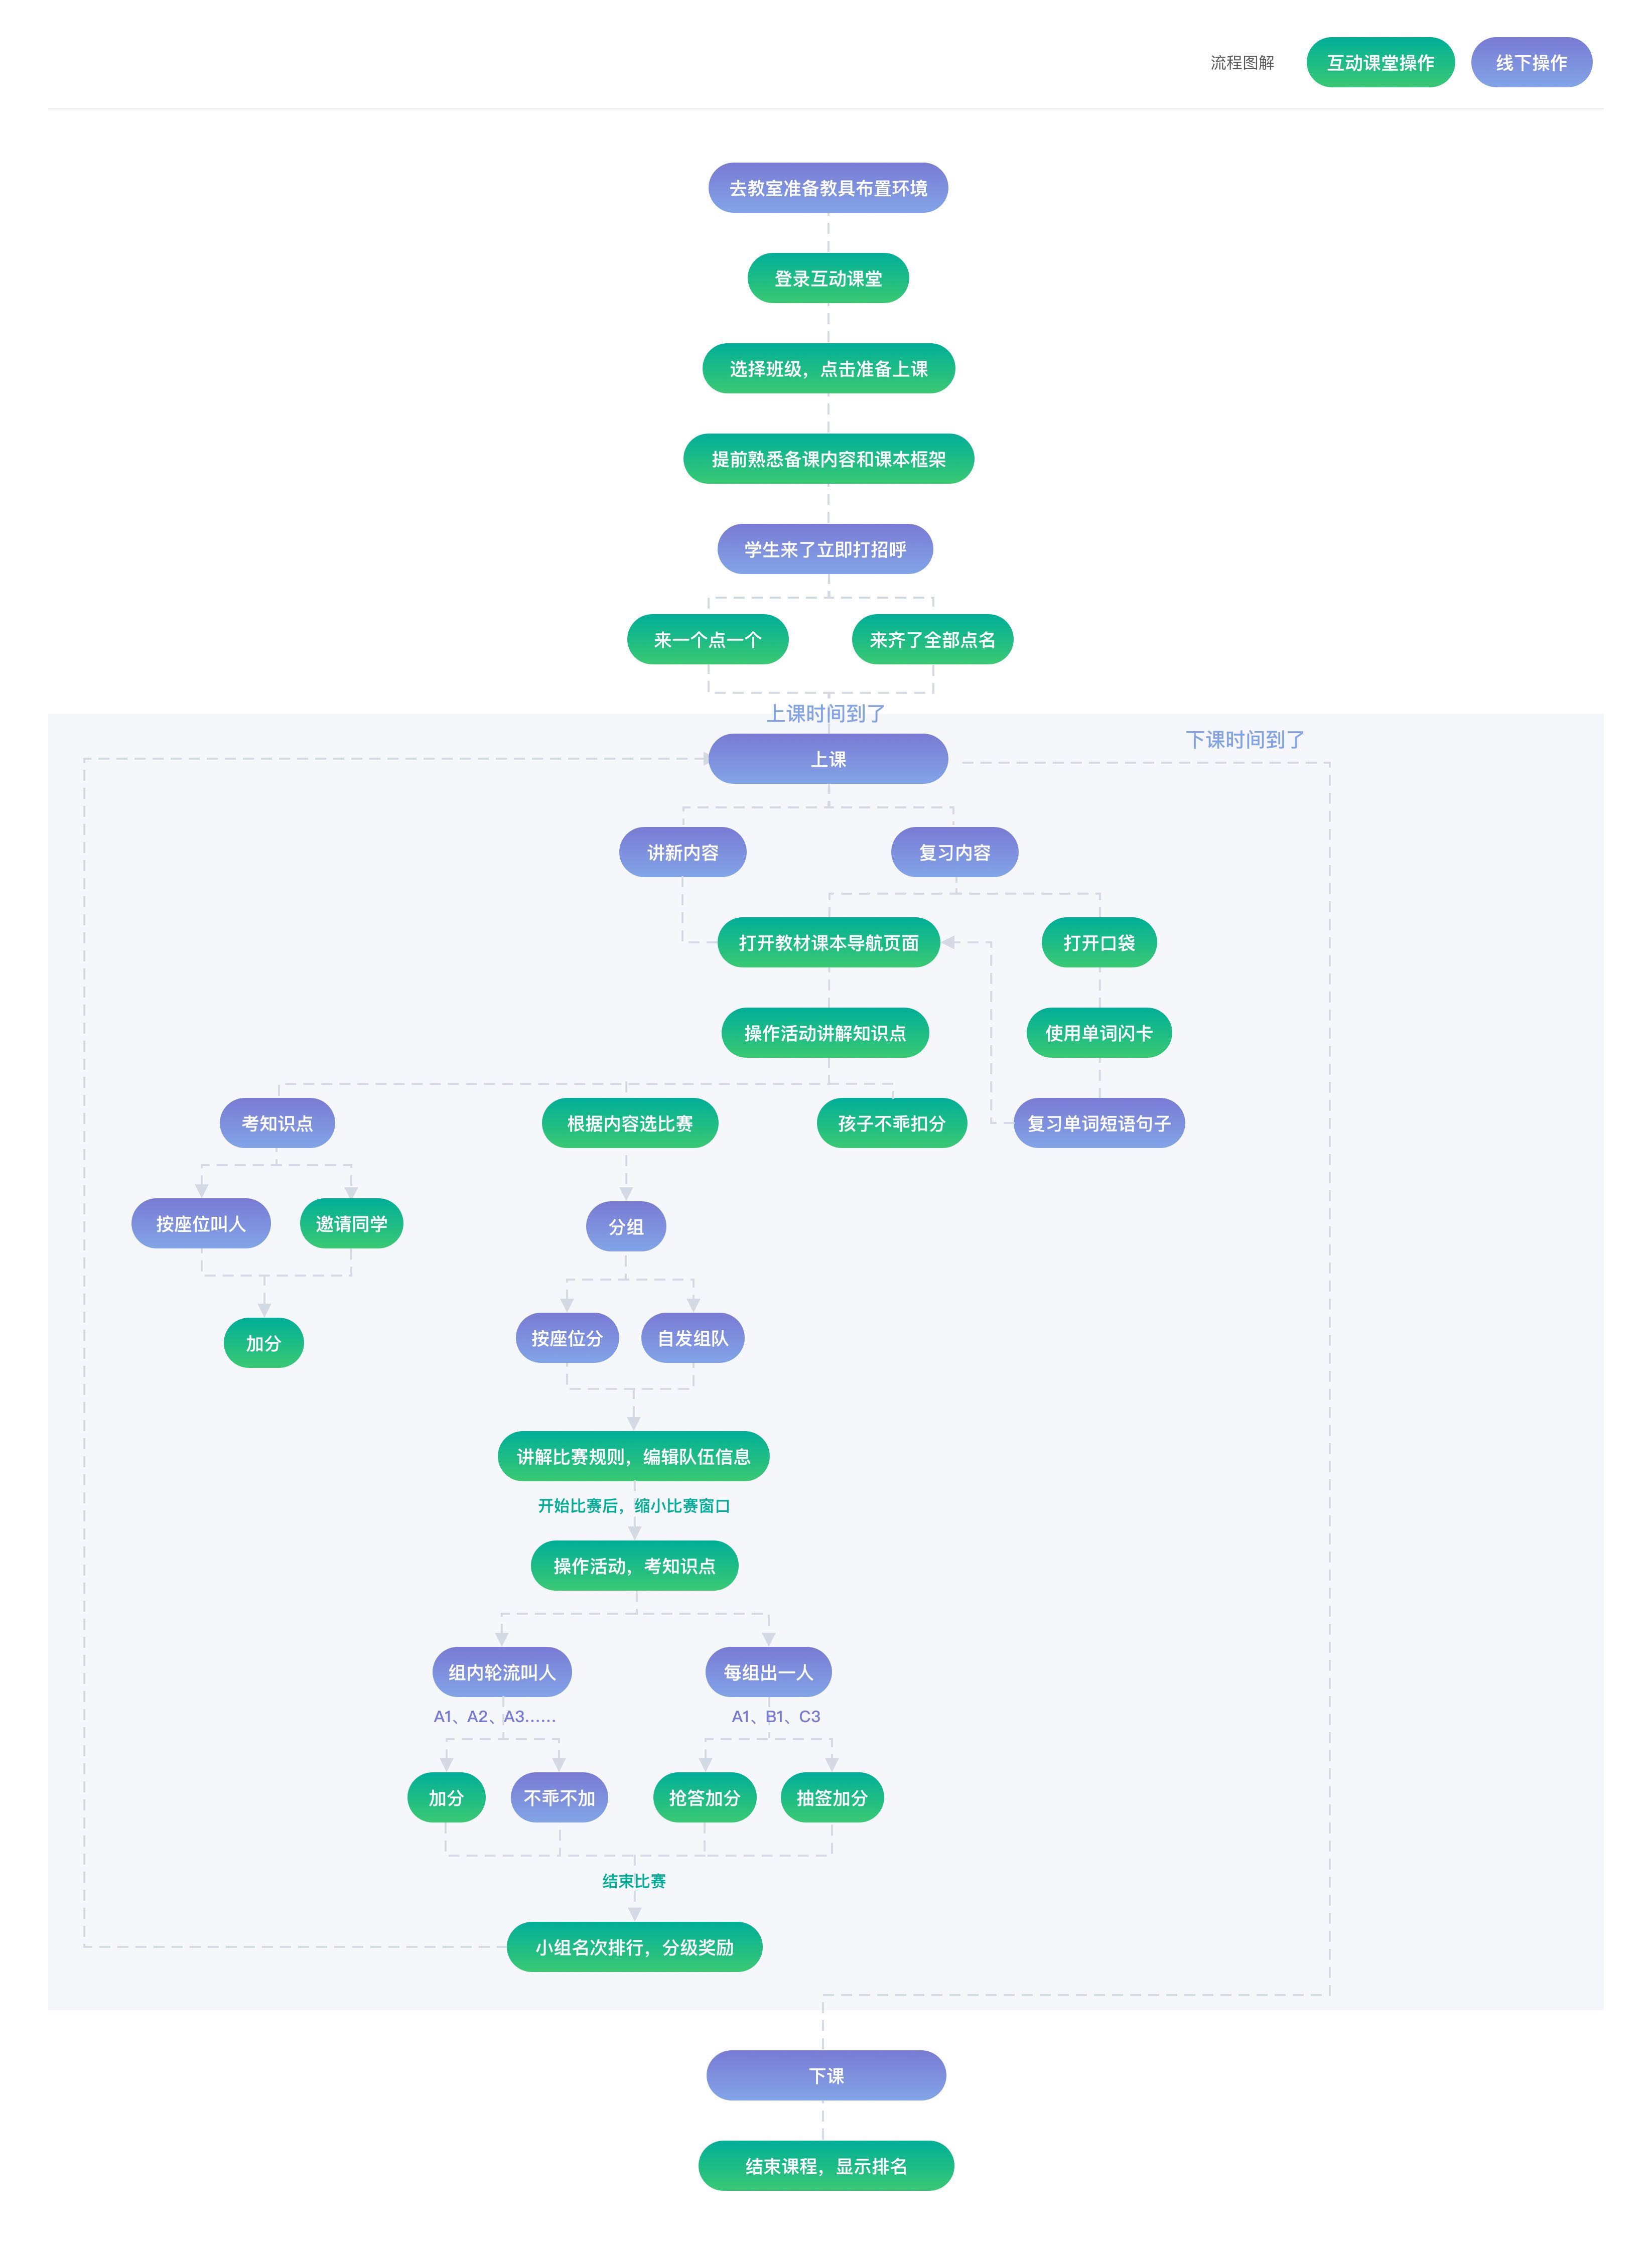 流程图解
互动课堂操作
线下操作
去教室准备教具布置环境
登录互动课堂
选择班级，点击准备上课
提前熟悉备课内容和课本框架
学生来了立即打招呼
来一个点一个
来齐了全部点名
上课时间到了
下课时间到了
上课
讲新内容
复习内容
打开教材课本导航页面
打开口袋
操作活动讲解知识点
使用单词闪卡
考知识点
根据内容选比赛
孩子不乖扣分
复习单词短语句子
按座位叫人
邀请同学
分组
加分
按座位分
自发组队
讲解比赛规则，编辑队伍信息
开始比赛后，缩小比赛窗口
操作活动，考知识点
组内轮流叫人
每组出一人
A1、A2、A3……
A1、B1、C3
加分
不乖不加
抢答加分
抽签加分
结束比赛
小组名次排行，分级奖励
下课
结束课程，显示排名